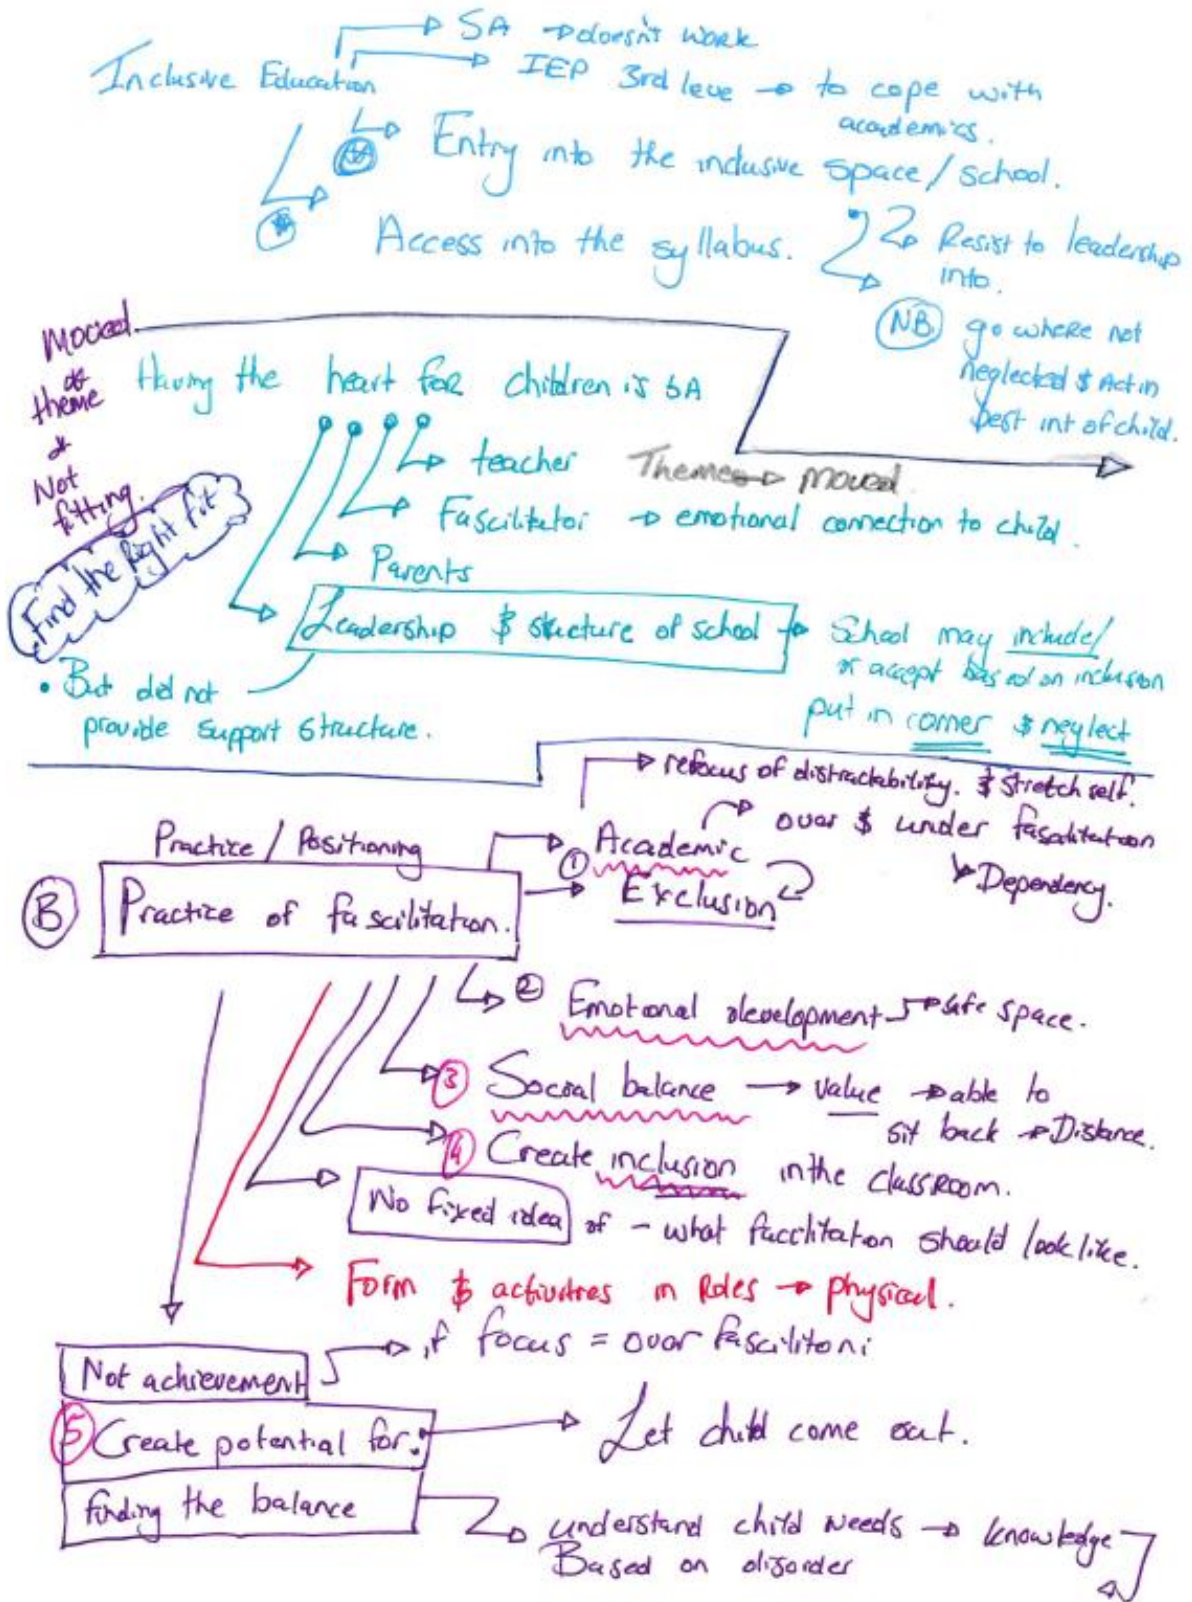 SA → doesn't work
Inclusive Education
IEP 3rd leve → to cope with
academics.
Entry into the inclusive space / school.
Access into the syllabus.
Resist to leadership
into.
NB go where not
neglected $ Act in
best int of child.
Moved
theme
Not
fitting.
Find the Right Fit
Having the heart for children is SA
teacher
Themes → moved
Fascilitator → emotional connection to child.
Parents
Leadership $ structure of school → School may include/
or accept based on inclusion
put in corner $ neglect
• But did not
provide support structure.
refocus of distractability. $ Stretch self.
over $ under fascilitation
Dependency.
Practice / Positioning
B Practice of fascilitation.
① Academic
Exclusion
② Emotional development → safe space.
③ Social balance → value → able to
sit back → Distance.
④ Create inclusion in the classroom.
No fixed idea of - what facilitation should look like.
Form $ activities in Roles → physical.
Not achievement → if focus = over
⑤ Create potential for: → Let child come out.
finding the balance
understand child needs → knowledge
Based on disorder